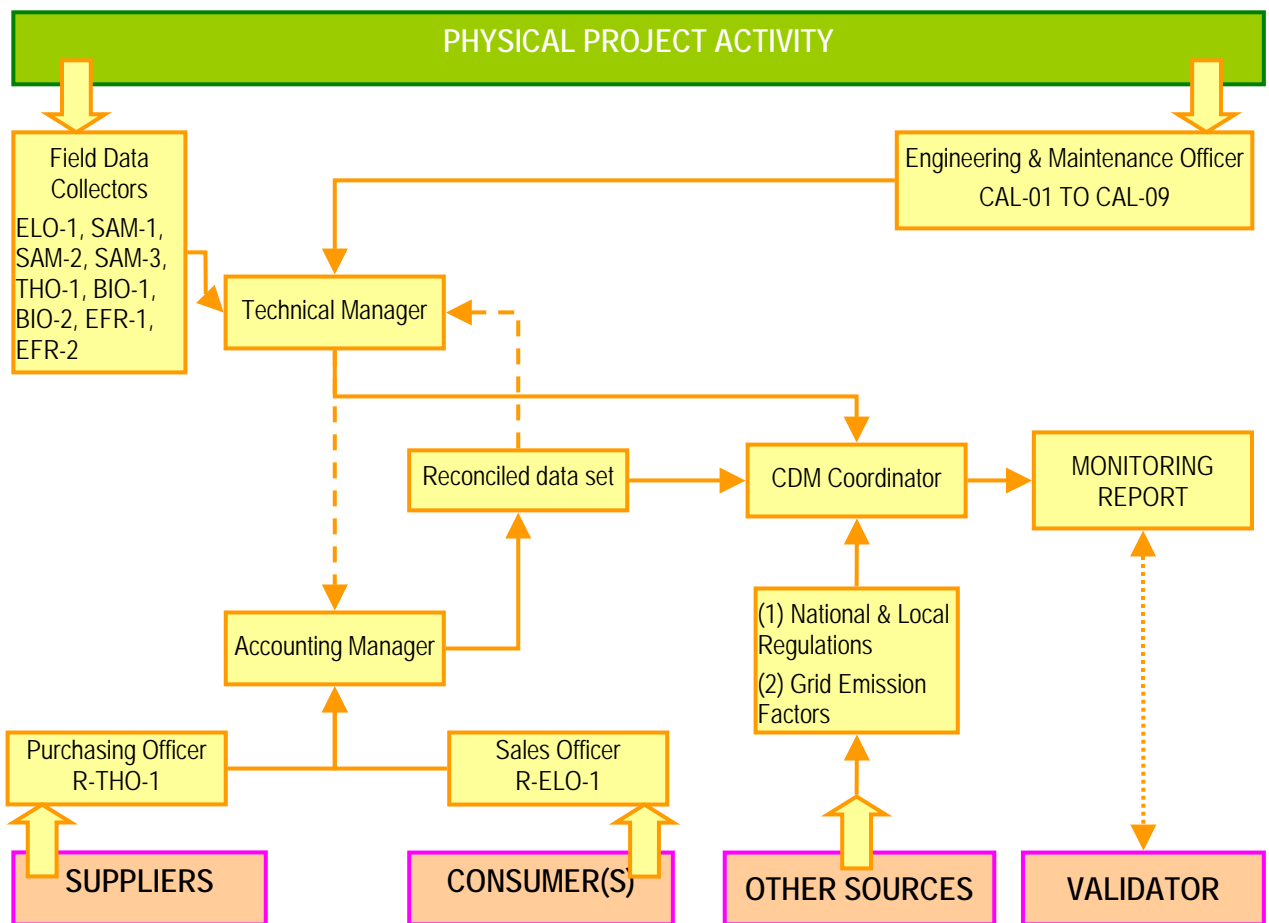 PHYSICAL PROJECT ACTIVITY
Field Data
Collectors
ELO-1, SAM-1,
SAM-2, SAM-3,
THO-1, BIO-1,
BIO-2, EFR-1,
EFR-2
Engineering & Maintenance Officer
CAL-01 TO CAL-09
Technical Manager
Reconciled data set
CDM Coordinator
MONITORING
REPORT
Accounting Manager
(1) National & Local
Regulations
(2) Grid Emission
Factors
Purchasing Officer
R-THO-1
Sales Officer
R-ELO-1
SUPPLIERS
CONSUMER(S)
OTHER SOURCES
VALIDATOR